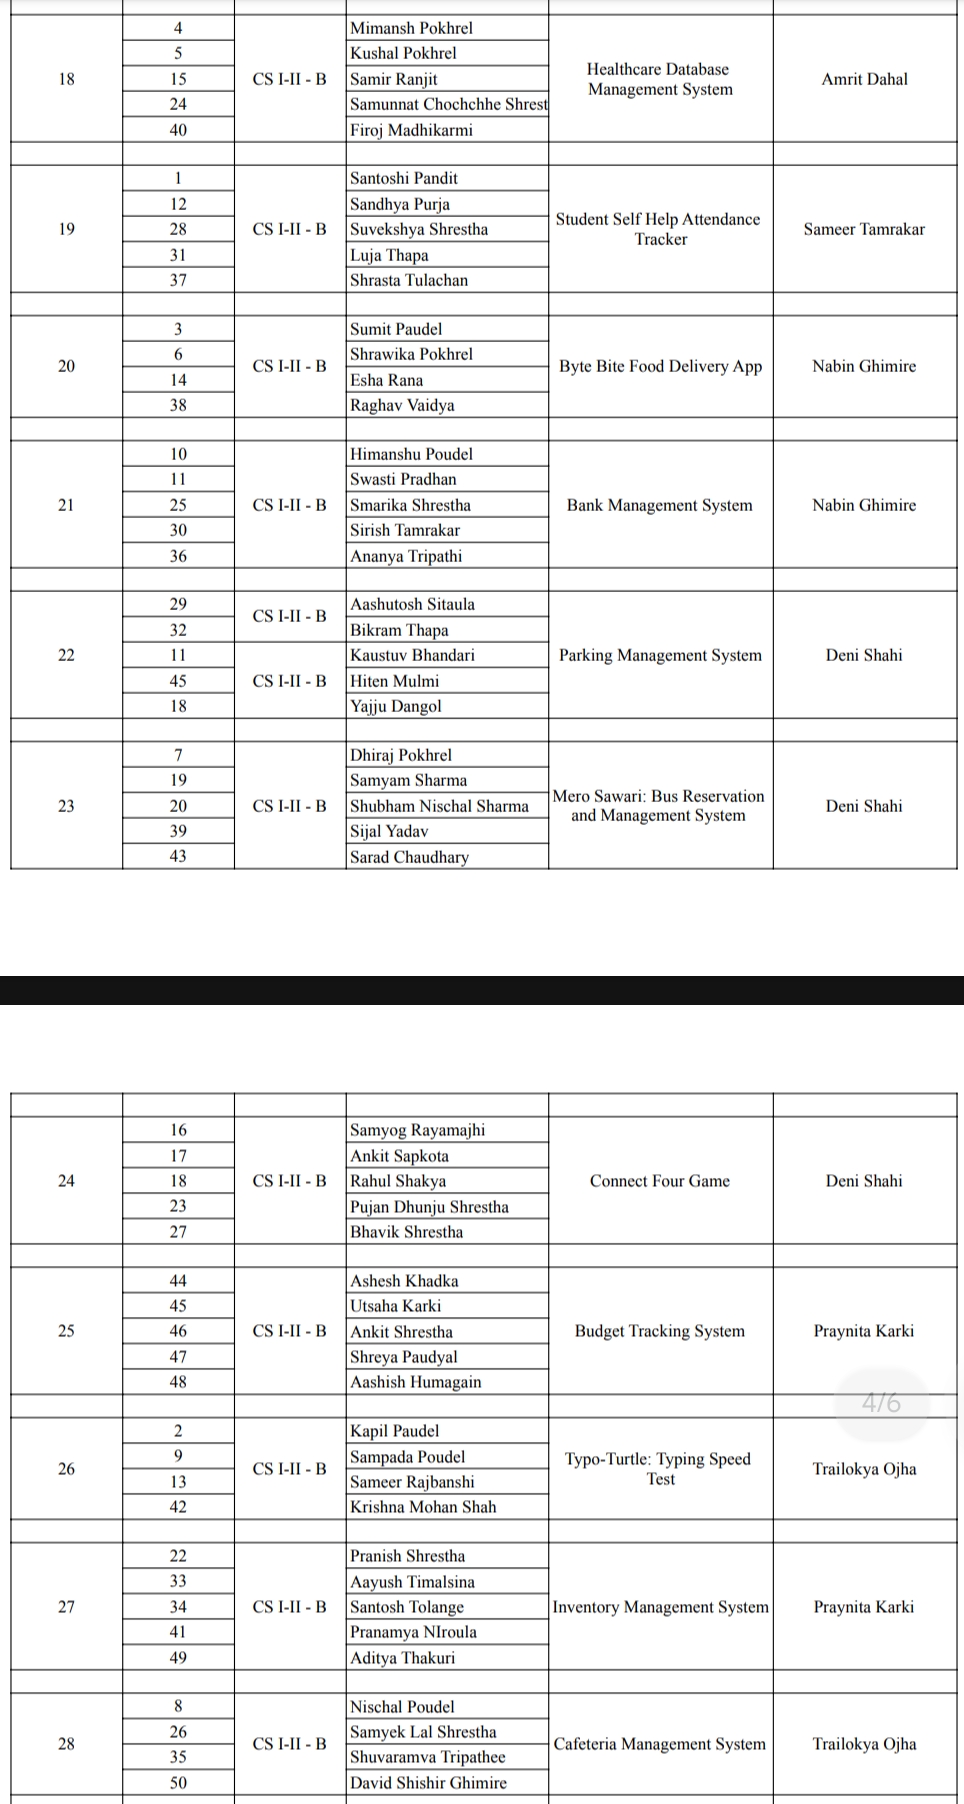 4 Mimansh Pokhrel
5 Kushal Pokhrel
18 15 CS I-II - B Samir Ranjit Healthcare Database Management System Amrit Dahal
24 Samunnat Chochchhe Shrest
40 Firoj Madhikarmi
1 Santoshi Pandit
12 Sandhya Purja
19 28 CS I-II - B Suvekshya Shrestha Student Self Help Attendance Tracker Sameer Tamrakar
31 Luja Thapa
37 Shrasta Tulachan
3 Sumit Paudel
6 Shrawika Pokhrel
20 CS I-II - B Byte Bite Food Delivery App Nabin Ghimire
14 Esha Rana
38 Raghav Vaidya
10 Himanshu Poudel
11 Swasti Pradhan
21 25 CS I-II - B Smarika Shrestha Bank Management System Nabin Ghimire
30 Sirish Tamrakar
36 Ananya Tripathi
29 Aashutosh Sitaula
CS I-II - B
32 Bikram Thapa
22 11 Kaustuv Bhandari Parking Management System Deni Shahi
45 CS I-II - B Hiten Mulmi
18 Yajju Dangol
7 Dhiraj Pokhrel
19 Samyam Sharma
23 20 CS I-II - B Shubham Nischal Sharma Mero Sawari: Bus Reservation and Management System Deni Shahi
39 Sijal Yadav
43 Sarad Chaudhary
16 Samyog Rayamajhi
17 Ankit Sapkota
24 18 CS I-II - B Rahul Shakya Connect Four Game Deni Shahi
23 Pujan Dhunju Shrestha
27 Bhavik Shrestha
44 Ashesh Khadka
45 Utsaha Karki
25 46 CS I-II - B Ankit Shrestha Budget Tracking System Praynita Karki
47 Shreya Paudyal
48 Aashish Humagain
4/6
2 Kapil Paudel
9 Sampada Poudel
26 CS I-II - B Typo-Turtle: Typing Speed Test Trailokya Ojha
13 Sameer Rajbanshi
42 Krishna Mohan Shah
22 Pranish Shrestha
33 Aayush Timalsina
27 34 CS I-II - B Santosh Tolange Inventory Management System Praynita Karki
41 Pranamya NIroula
49 Aditya Thakuri
8 Nischal Poudel
26 Samyek Lal Shrestha
28 CS I-II - B Cafeteria Management System Trailokya Ojha
35 Shuvaramva Tripathee
50 David Shishir Ghimire